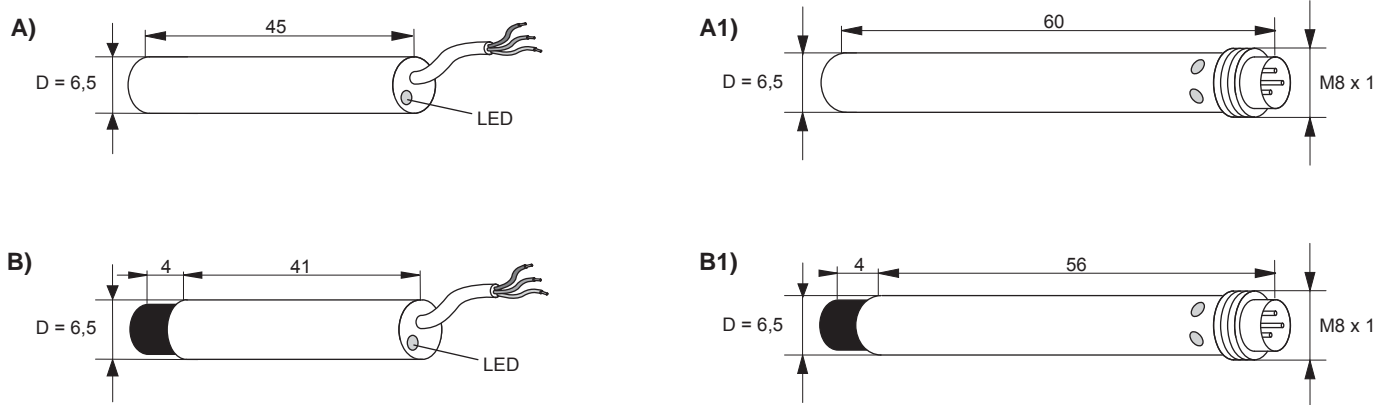 A)
45
D = 6,5
LED
A1)
60
D = 6,5
M8 x 1
B)
4
41
D = 6,5
LED
B1)
4
56
D = 6,5
M8 x 1